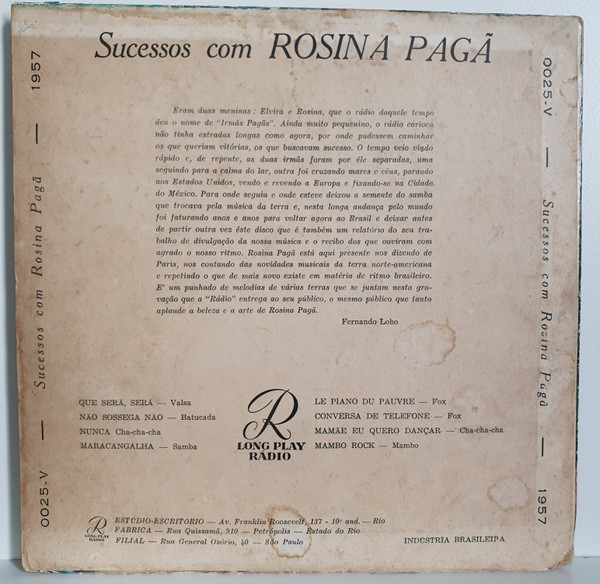 Sucessos com ROSINA PAGÃ
Eram duas meninas: Elvira e Rosina, que o rádio daquele tempo
deu o nome de "Irmãs Pagãs". Ainda muito pequenino, o rádio carioca
não tinha estradas longas como agora, por onde pudessem caminhar
os que queriam vitórias, os que buscavam sucesso. O tempo veio vindo
rápido e, de repente, as duas irmãs foram por êle separadas, uma
seguindo para a calma do lar, outra foi cruzando mares e céus, parando
nos Estados Unidos, vendo e revendo a Europa e fixando-se na Cidade
do México. Para onde seguiu e onde esteve deixou a semente do samba
que trocava pela música da terra e, nesta longa andança pelo mundo
foi faturando anos e anos para voltar agora ao Brasil e deixar antes
de partir outra vez êste disco que é também um relatório do seu tra-
balho de divulgação da nossa música e o recibo dos que ouviram com
agrado o nosso ritmo. Rosina Pagã está aqui presente nos dizendo de
Paris, nos contando das novidades musicais da terra norte-americana
e repetindo o que de mais novo existe em matéria de ritmo brasileiro.
E' um punhado de melodias de várias terras que se juntam nesta gra-
vação que a "Rádio" entrega ao seu público, o mesmo público que tanto
aplaude a beleza e a arte de Rosina Pagã.
Fernando Lobo
0025-V — Sucessos com Rosina Pagã — 1957
0025-V — Sucessos com Rosina Pagã — 1957
QUE SERÁ, SERÁ — Valsa
NÃO SOSSEGA NÃO — Batucada
NUNCA Cha-cha-cha
MARACANGALHA — Samba
R
LONG PLAY
RÁDIO
LE PIANO DU PAUVRE — Fox
CONVERSA DE TELEFONE — Fox
MAMÃE EU QUERO DANÇAR — Cha-cha-cha
MAMBO ROCK — Mambo
R
LONG PLAY
RÁDIO
ESTÚDIO-ESCRITÓRIO — Av. Franklin Roosevelt, 137 - 10º and. — Rio
FÁBRICA — Rua Quissamã, 910 — Petrópolis — Estado do Rio
FILIAL — Rua General Osório, 40 — São Paulo
INDÚSTRIA BRASILEIRA